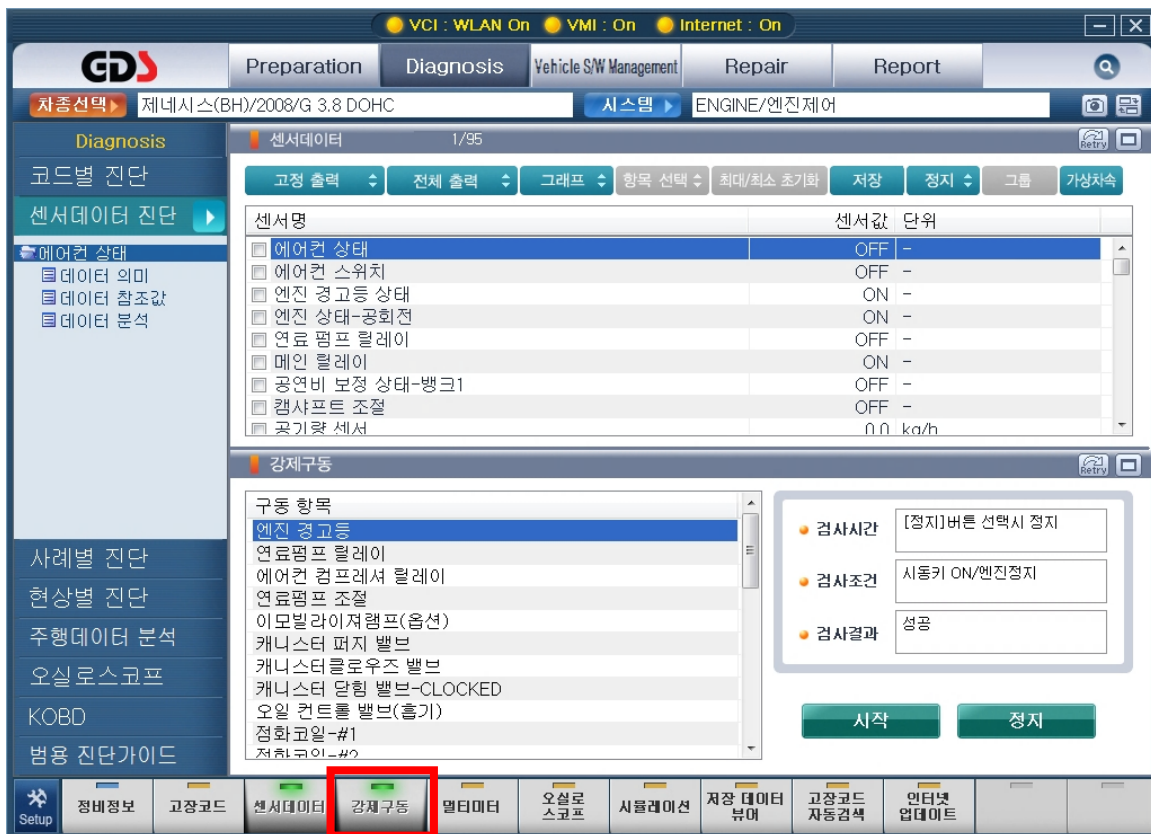 VCI : WLAN On VMI : On Internet : On
GDS Preparation Diagnosis Vehicle S/W Management Repair Report
차종선택 제네시스(BH)/2008/G 3.8 DOHC 시스템 ENGINE/엔진제어
Diagnosis
코드별 진단
센서데이터 진단
에어컨 상태
데이터 의미
데이터 참조값
데이터 분석
사례별 진단
현상별 진단
주행데이터 분석
오실로스코프
KOBD
범용 진단가이드
센서데이터 1/95 Retry
고정 출력 전체 출력 그래프 항목 선택 최대/최소 초기화 저장 정지 그룹 가상차속
센서명 센서값 단위
에어컨 상태 OFF -
에어컨 스위치 OFF -
엔진 경고등 상태 ON -
엔진 상태-공회전 ON -
연료 펌프 릴레이 OFF -
메인 릴레이 ON -
공연비 보정 상태-뱅크1 OFF -
캠샤프트 조절 OFF -
공기량 센서 0.0 kg/h
강제구동 Retry
구동 항목
엔진 경고등
연료펌프 릴레이
에어컨 컴프레셔 릴레이
연료펌프 조절
이모빌라이져램프(옵션)
캐니스터 퍼지 밸브
캐니스터클로우즈 밸브
캐니스터 닫힘 밸브-CLOCKED
오일 컨트롤 밸브(흡기)
점화코일-#1
점화코일-#2
검사시간 [정지]버튼 선택시 정지
검사조건 시동키 ON/엔진정지
검사결과 성공
시작 정지
Setup 정비정보 고장코드 센서데이터 강제구동 멀티미터 오실로 스코프 시뮬레이션 저장 데이터 뷰어 고장코드 자동검색 인터넷 업데이트